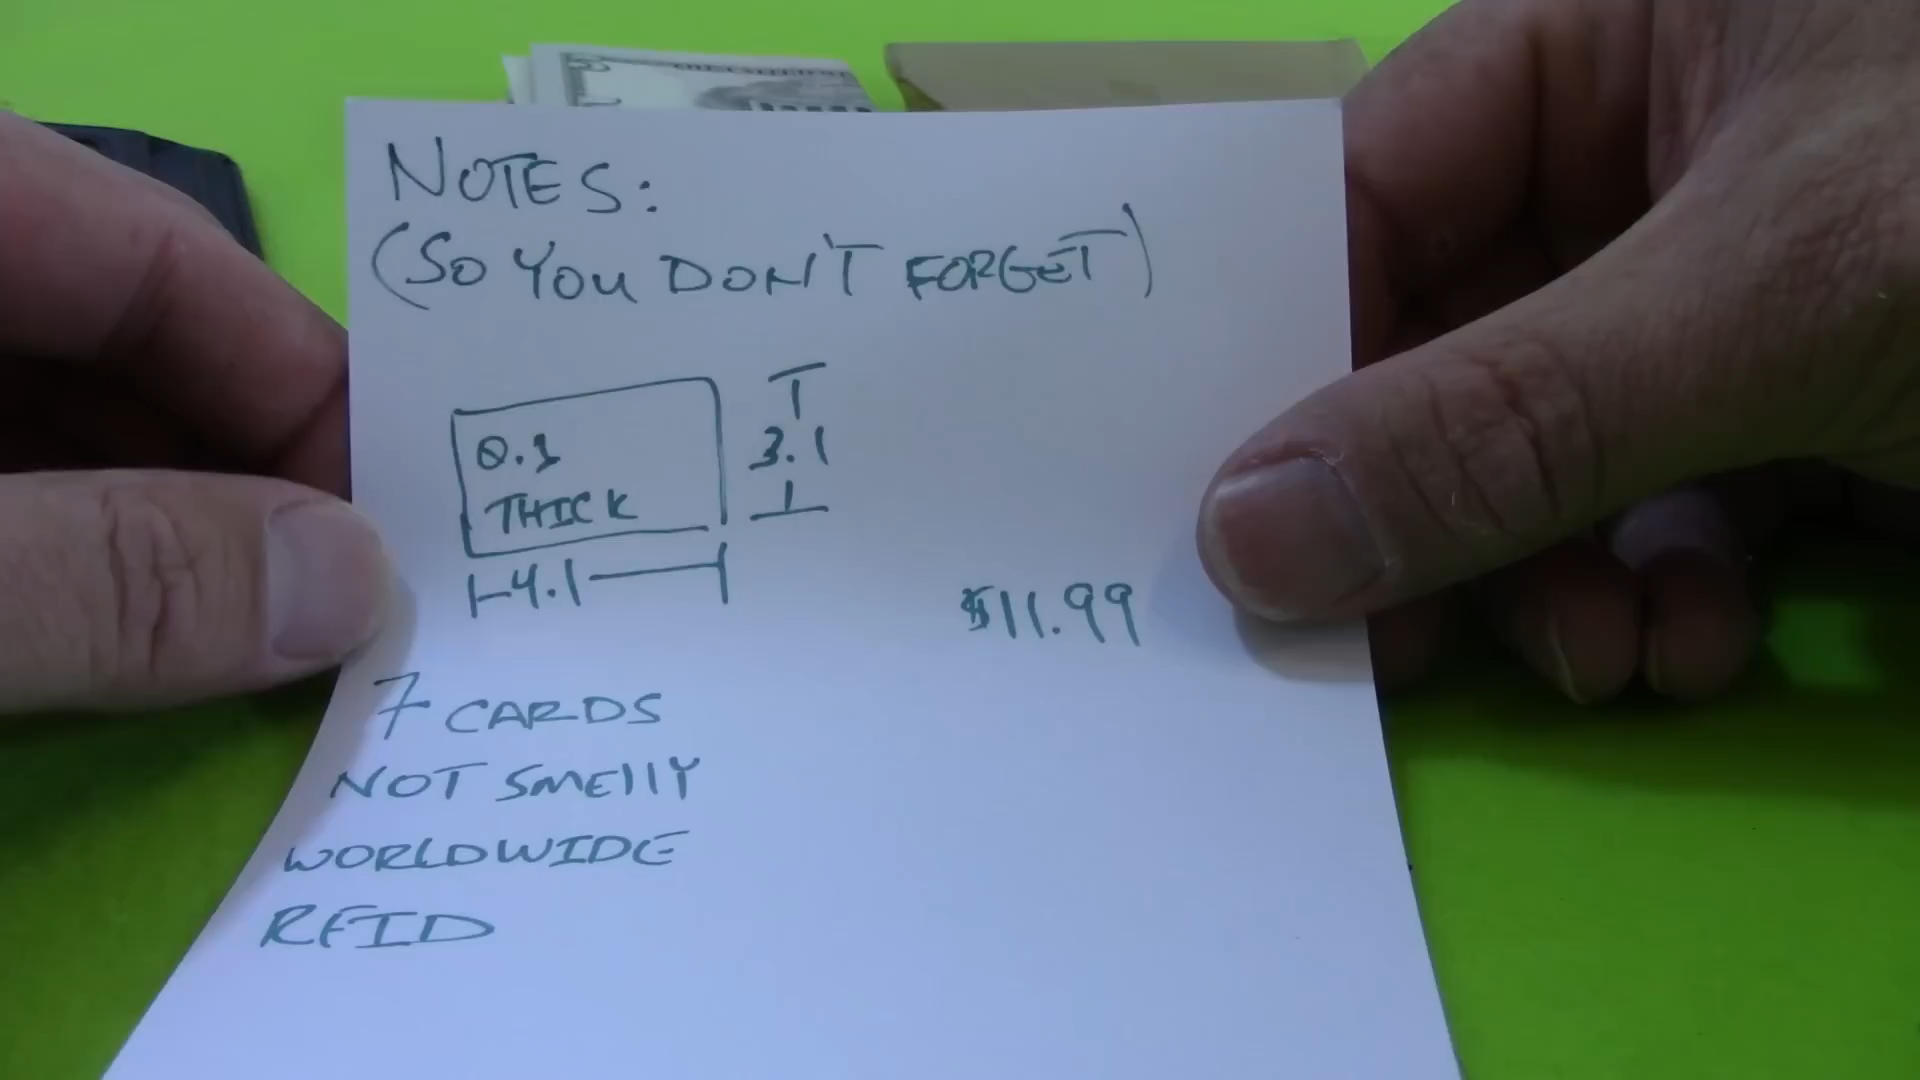 NOTES:
(SO YOU DON'T FORGET)
0.1
THICK
3.1
4.1
$11.99
7 CARDS
NOT SMELLY
WORLDWIDE
RFID